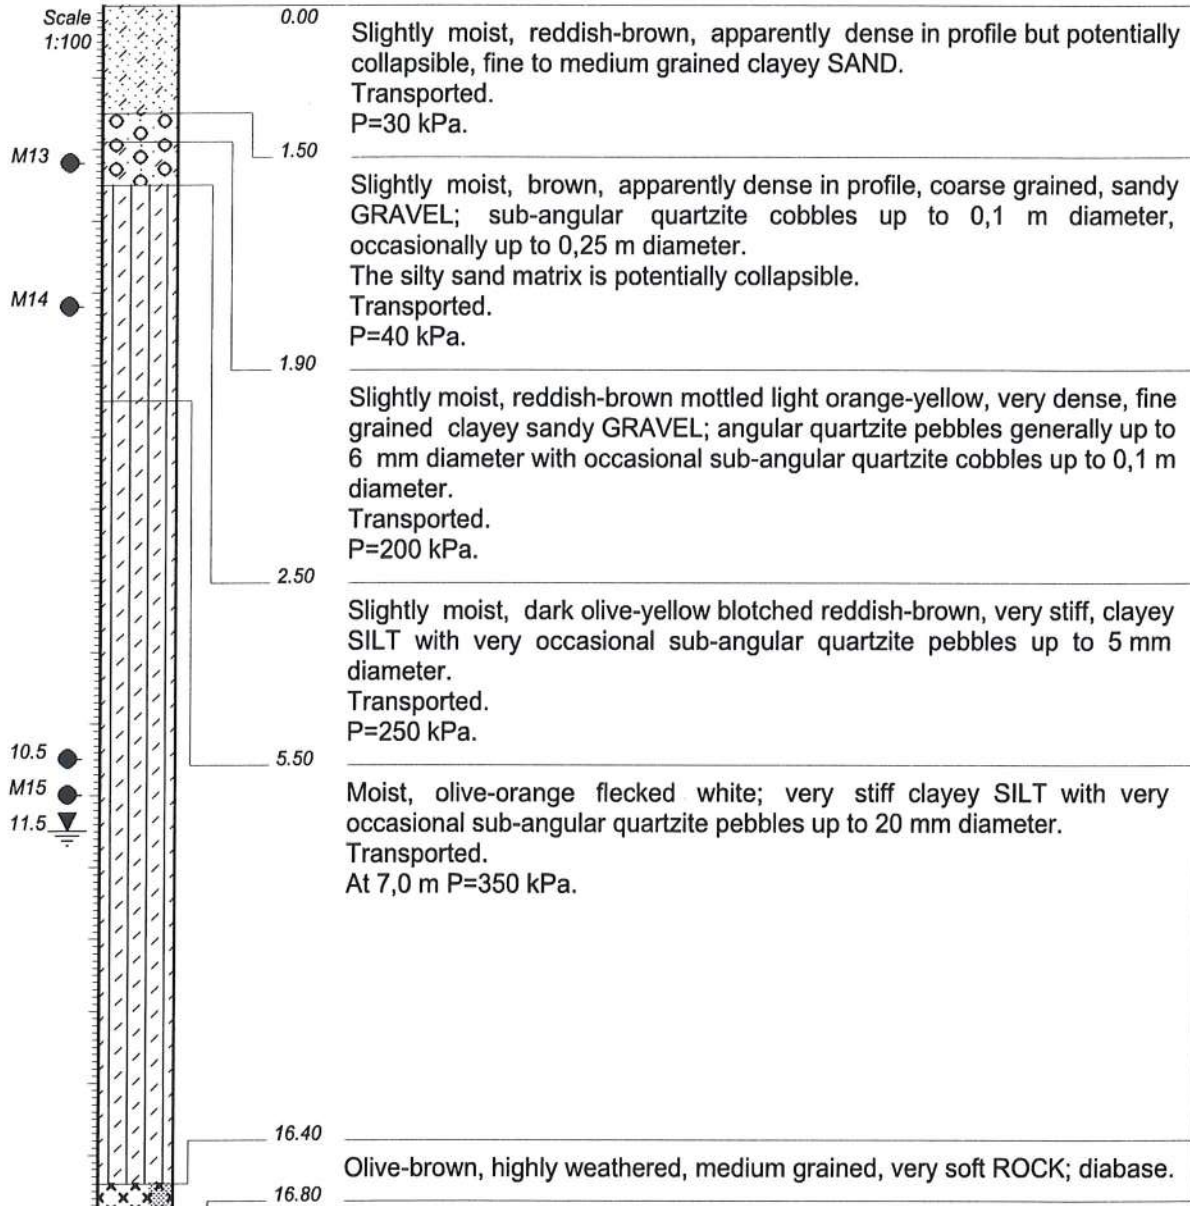 Scale
1:100
0.00
Slightly moist, reddish-brown, apparently dense in profile but potentially
collapsible, fine to medium grained clayey SAND.
Transported.
P=30 kPa.
M13
1.50
Slightly moist, brown, apparently dense in profile, coarse grained, sandy
GRAVEL; sub-angular quartzite cobbles up to 0,1 m diameter,
occasionally up to 0,25 m diameter.
The silty sand matrix is potentially collapsible.
Transported.
P=40 kPa.
M14
1.90
Slightly moist, reddish-brown mottled light orange-yellow, very dense, fine
grained clayey sandy GRAVEL; angular quartzite pebbles generally up to
6 mm diameter with occasional sub-angular quartzite cobbles up to 0,1 m
diameter.
Transported.
P=200 kPa.
2.50
Slightly moist, dark olive-yellow blotched reddish-brown, very stiff, clayey
SILT with very occasional sub-angular quartzite pebbles up to 5 mm
diameter.
Transported.
P=250 kPa.
10.5
5.50
M15
11.5
Moist, olive-orange flecked white; very stiff clayey SILT with very
occasional sub-angular quartzite pebbles up to 20 mm diameter.
Transported.
At 7,0 m P=350 kPa.
16.40
Olive-brown, highly weathered, medium grained, very soft ROCK; diabase.
16.80